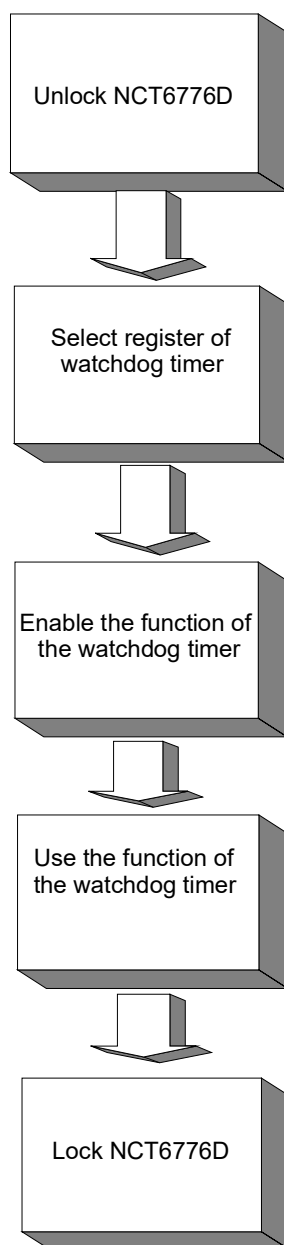 Unlock NCT6776D
Select register of
watchdog timer
Enable the function of
the watchdog timer
Use the function of
the watchdog timer
Lock NCT6776D